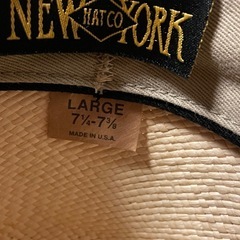 NEW YORK
HAT CO
LARGE
7¼-7⅜
MADE IN U.S.A.